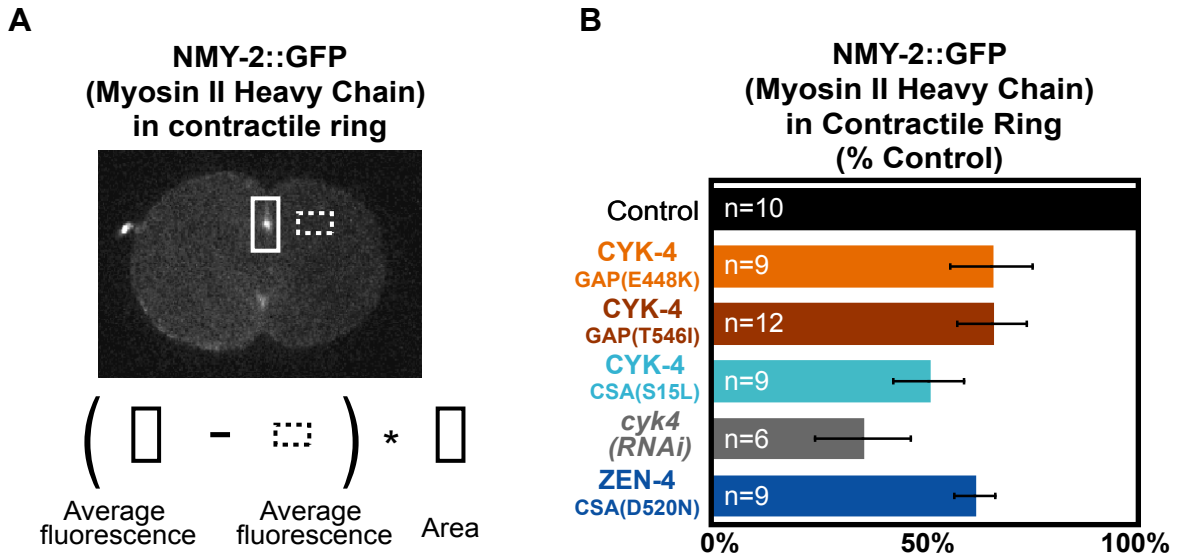 A
NMY-2::GFP
(Myosin II Heavy Chain)
in contractile ring
( - ) *
Average
fluorescence
Average
fluorescence
Area
B
NMY-2::GFP
(Myosin II Heavy Chain)
in Contractile Ring
(% Control)
Control
n=10
CYK-4
GAP(E448K)
n=9
CYK-4
GAP(T546I)
n=12
CYK-4
CSA(S15L)
n=9
cyk4
(RNAi)
n=6
ZEN-4
CSA(D520N)
n=9
0% 50% 100%